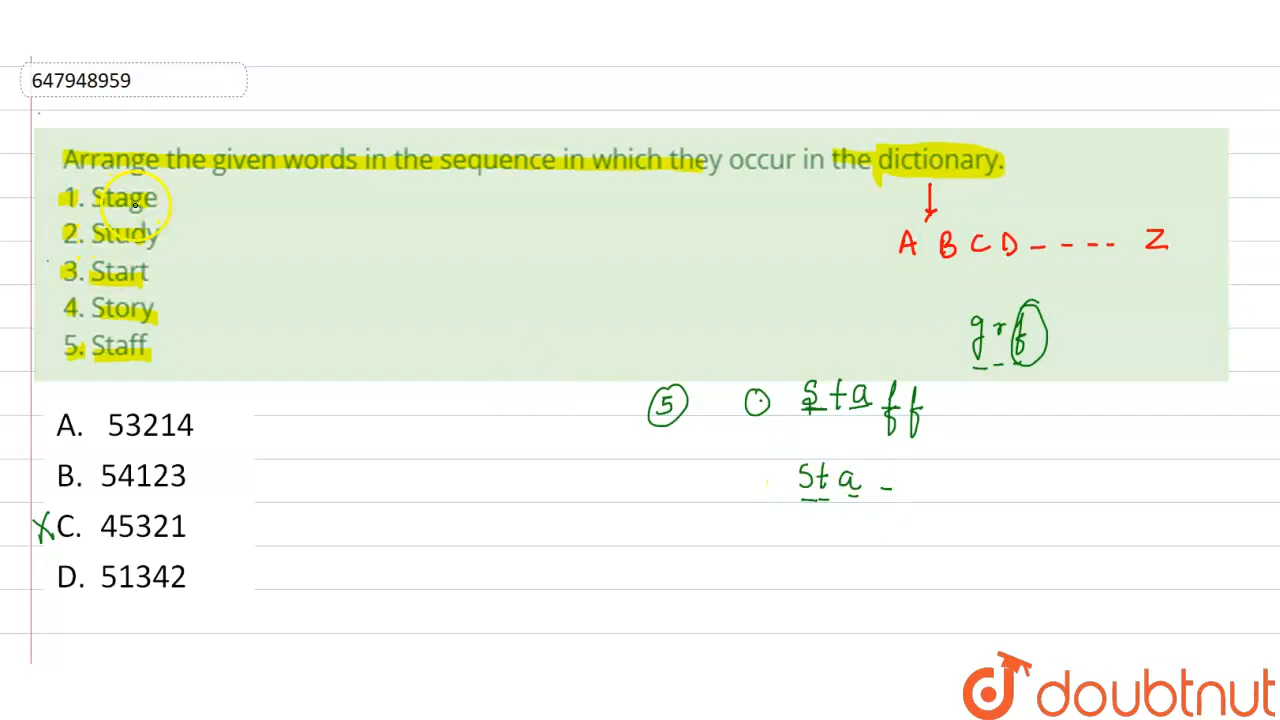 647948959
Arrange the given words in the sequence in which they occur in the dictionary.
1. Stage
2. Study
3. Start
4. Story
5. Staff
A B C D ---- Z
g r f
5 Staff
Sta -
A. 53214
B. 54123
X C. 45321
D. 51342
doubtnut